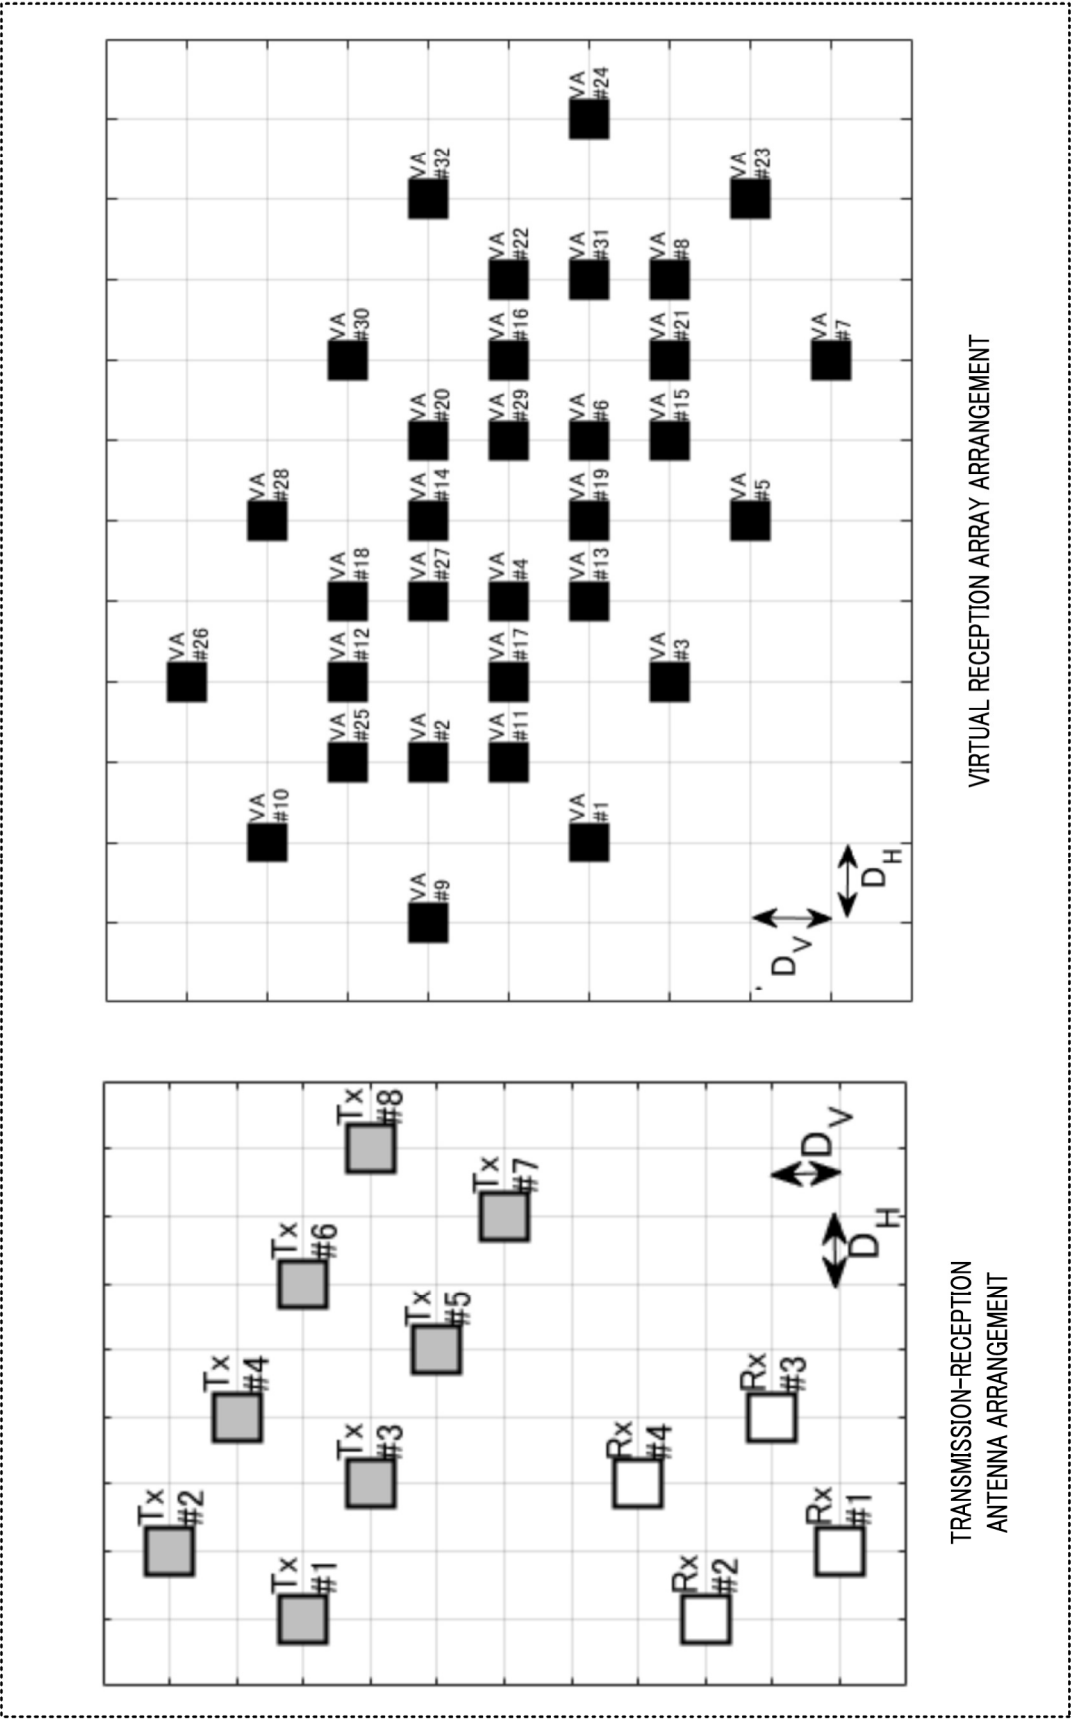 Tx
#2
Tx
#4
Tx
#1
Tx
#6
Tx
#3
Tx
#8
Tx
#5
Tx
#7
Rx
#4
Rx
#2
Rx
#3
Rx
#1
DV
DH
TRANSMISSION-RECEPTION
ANTENNA ARRANGEMENT
VA
#26
VA
#10
VA
#28
VA
#25
VA
#12
VA
#18
VA
#30
VA
#9
VA
#2
VA
#27
VA
#14
VA
#20
VA
#32
VA
#11
VA
#17
VA
#4
VA
#29
VA
#16
VA
#22
VA
#1
VA
#13
VA
#19
VA
#6
VA
#31
VA
#24
VA
#3
VA
#15
VA
#21
VA
#8
VA
#5
VA
#23
VA
#7
DV
DH
VIRTUAL RECEPTION ARRAY ARRANGEMENT